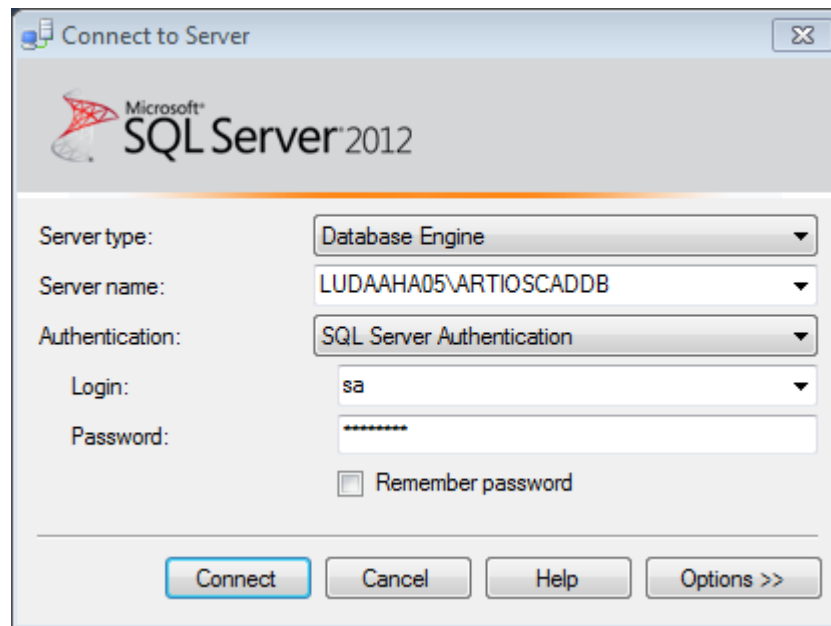 Connect to Server
Microsoft®
SQL Server 2012
Server type: Database Engine
Server name: LUDAAHA05\ARTIOSCADDB
Authentication: SQL Server Authentication
Login: sa
Password: ********
Remember password
Connect Cancel Help Options >>